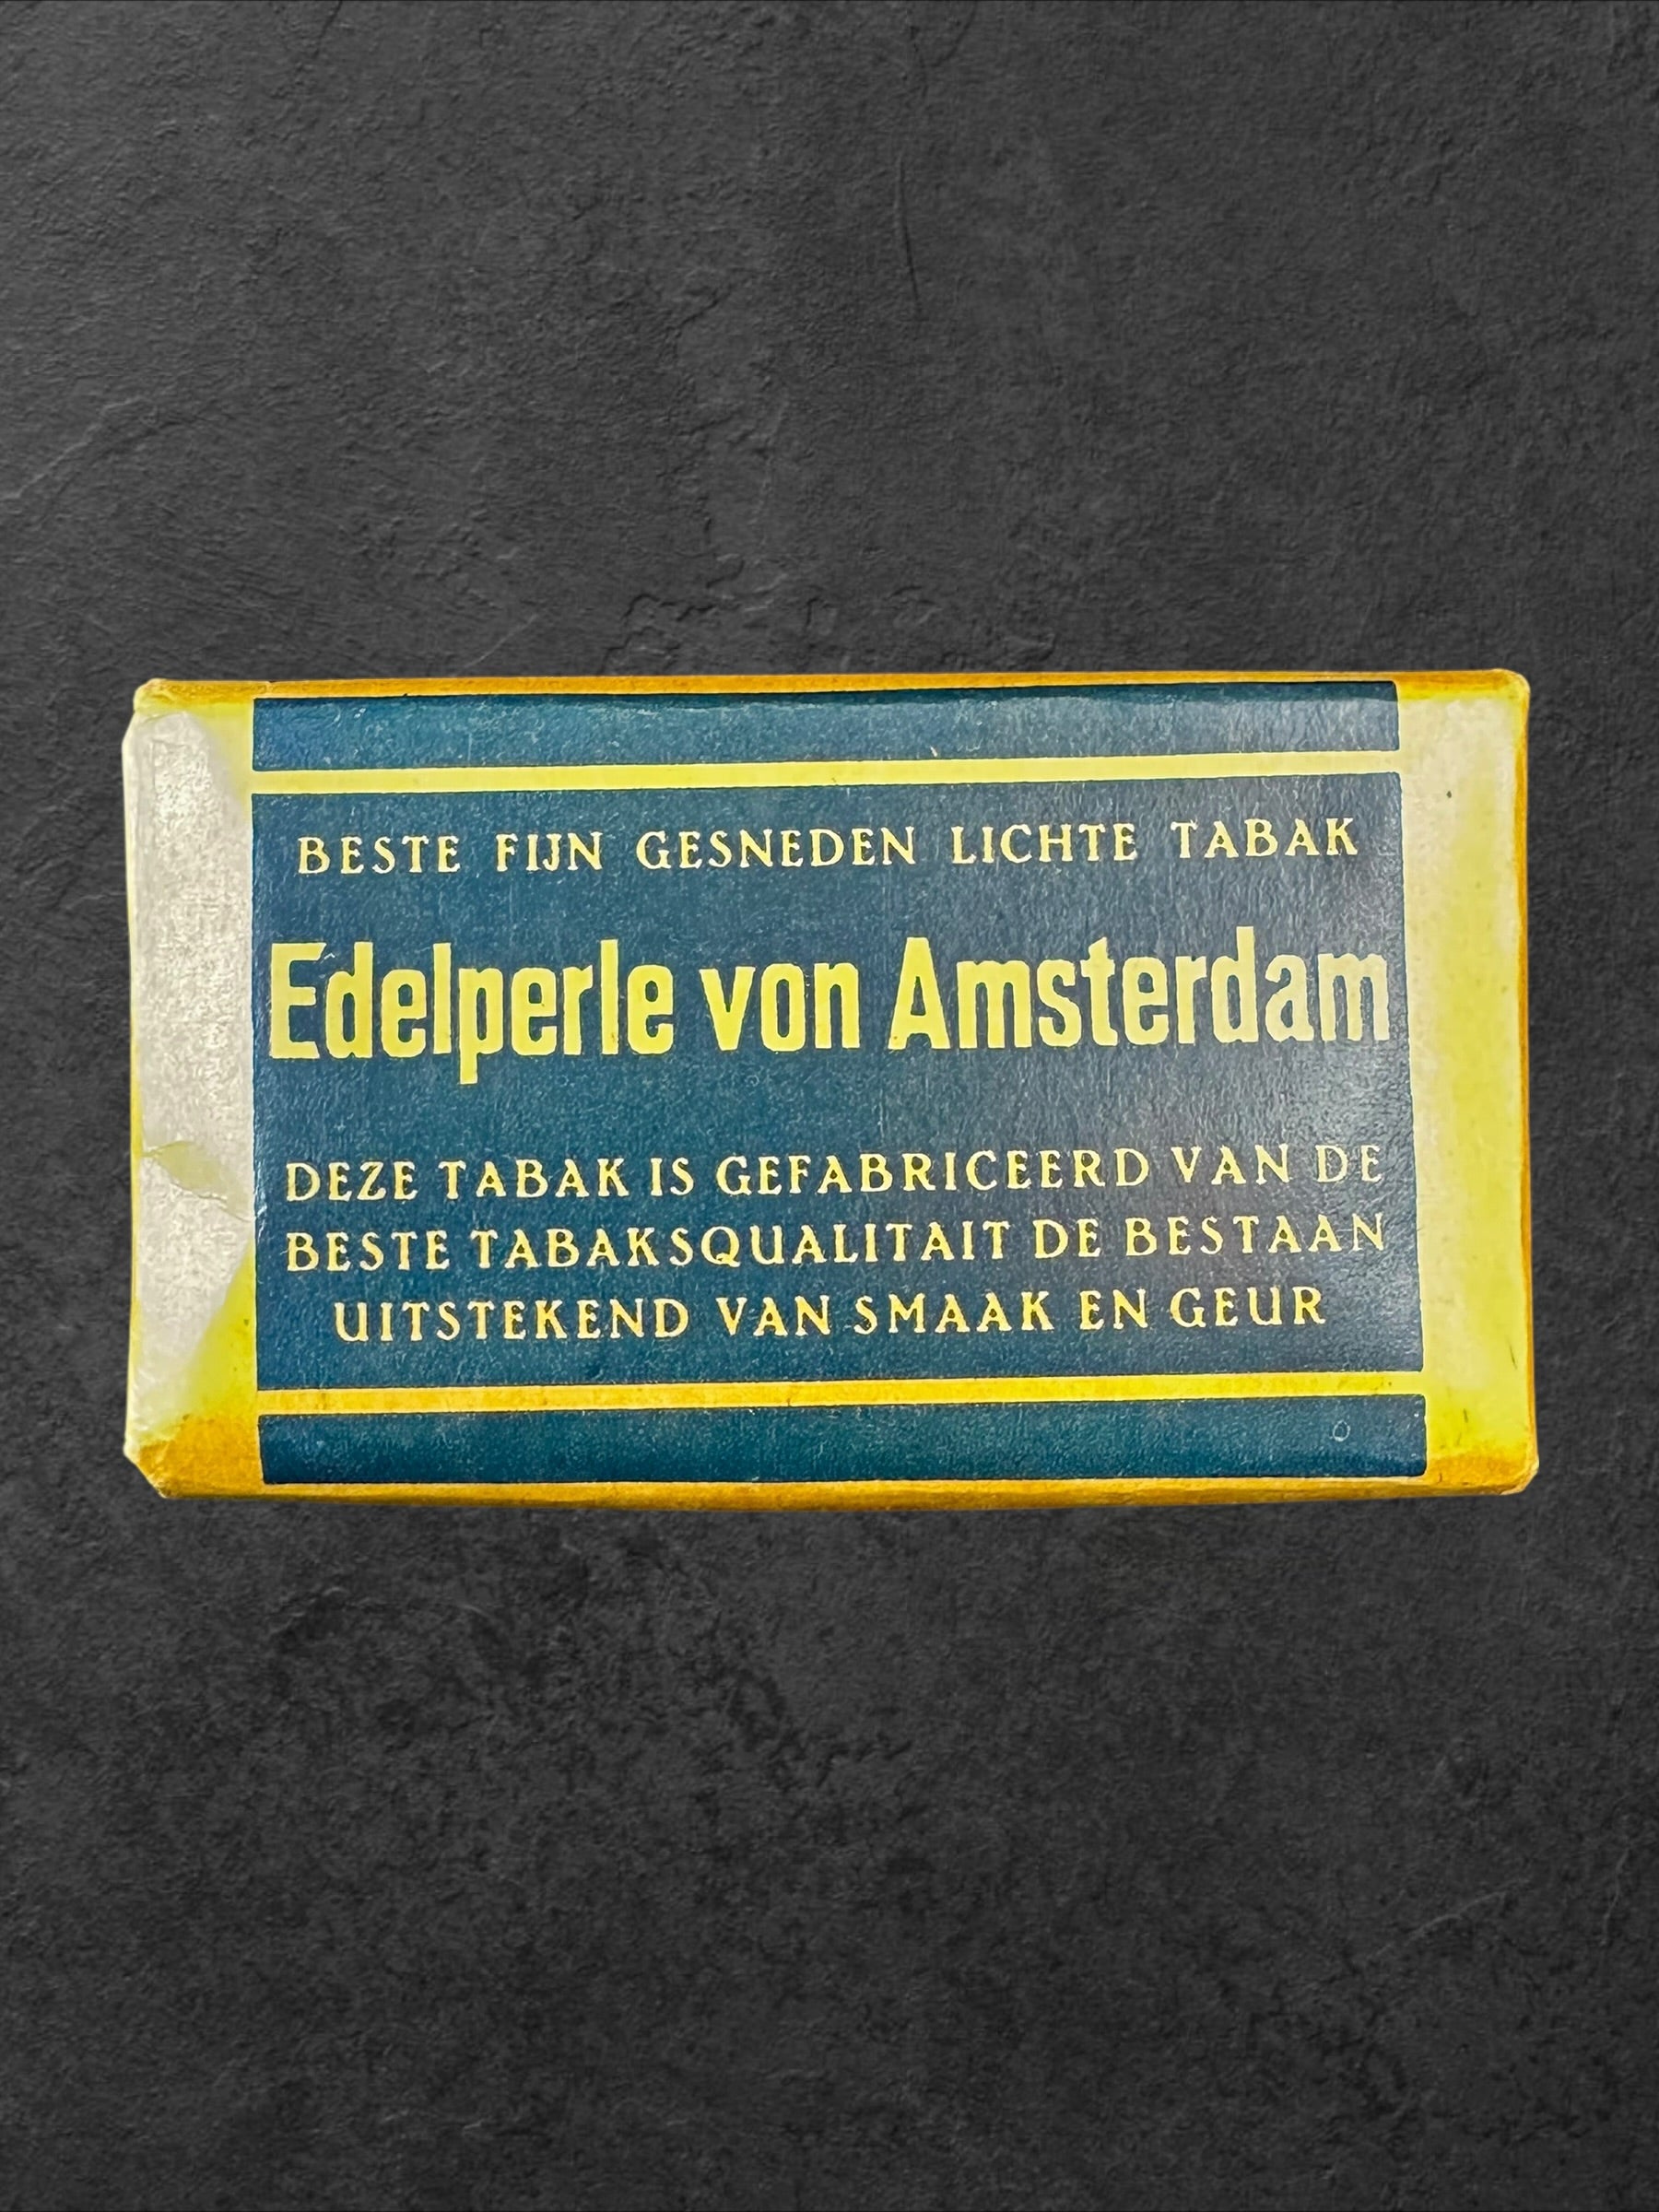 BESTE FIJN GESNEDEN LICHTE TABAK
Edelperle von Amsterdam
DEZE TABAK IS GEFABRICEERD VAN DE
BESTE TABAKSQUALITAIT DE BESTAAN
UITSTEKEND VAN SMAAK EN GEUR